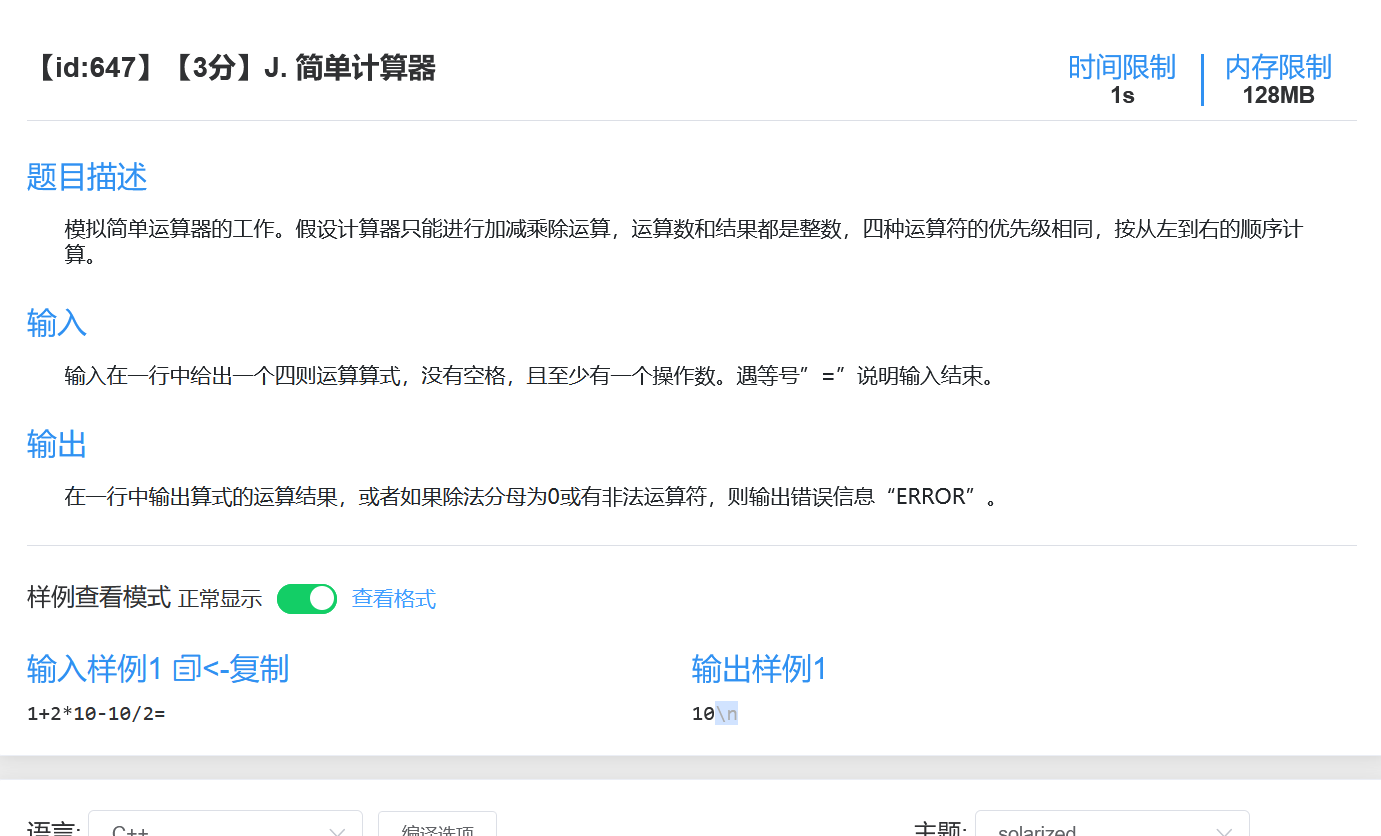 【id:647】【3分】J. 简单计算器
时间限制
1s
内存限制
128MB
题目描述
模拟简单运算器的工作。假设计算器只能进行加减乘除运算，运算数和结果都是整数，四种运算符的优先级相同，按从左到右的顺序计
算。
输入
输入在一行中给出一个四则运算算式，没有空格，且至少有一个操作数。遇等号”=”说明输入结束。
输出
在一行中输出算式的运算结果，或者如果除法分母为0或有非法运算符，则输出错误信息“ERROR”。
样例查看模式 正常显示 查看格式
输入样例1 <-复制
1+2*10-10/2=
输出样例1
10\n
语言: C++ 编译选项 主题: solarized